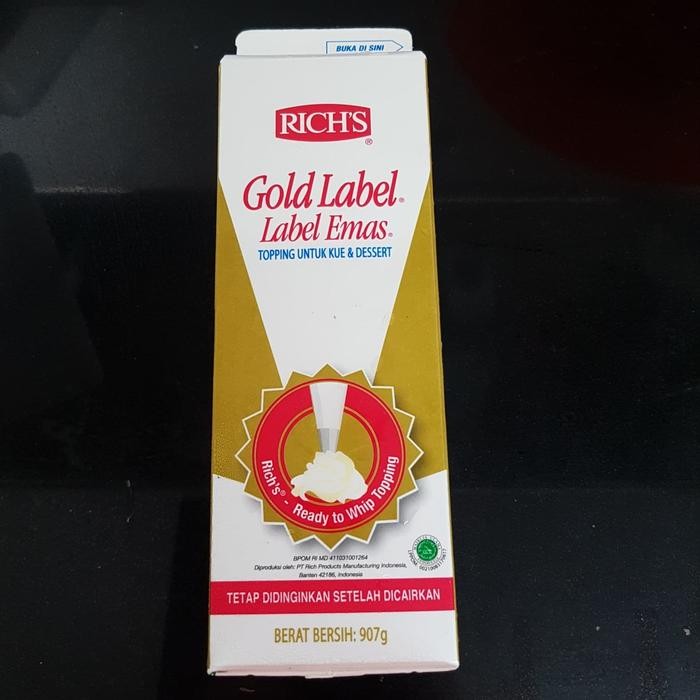 BUKA DI SINI
RICH'S®
Gold Label®
Label Emas®
TOPPING UNTUK KUE & DESSERT
Rich's® - Ready to Whip Topping
BPOM RI MD 411031001264
Diproduksi oleh: PT Rich Products Manufacturing Indonesia,
Banten 42186, Indonesia
TETAP DIDINGINKAN SETELAH DICAIRKAN
BERAT BERSIH: 907g